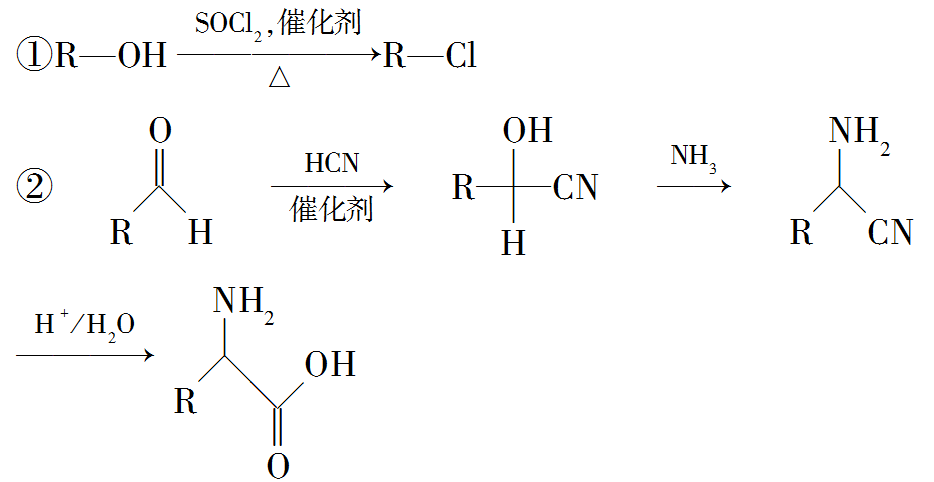 ①R—OH SOCl₂,催化剂 △ R—Cl
② O R H HCN 催化剂 OH R CN H NH₃ NH₂ R CN
H⁺/H₂O NH₂ R OH O